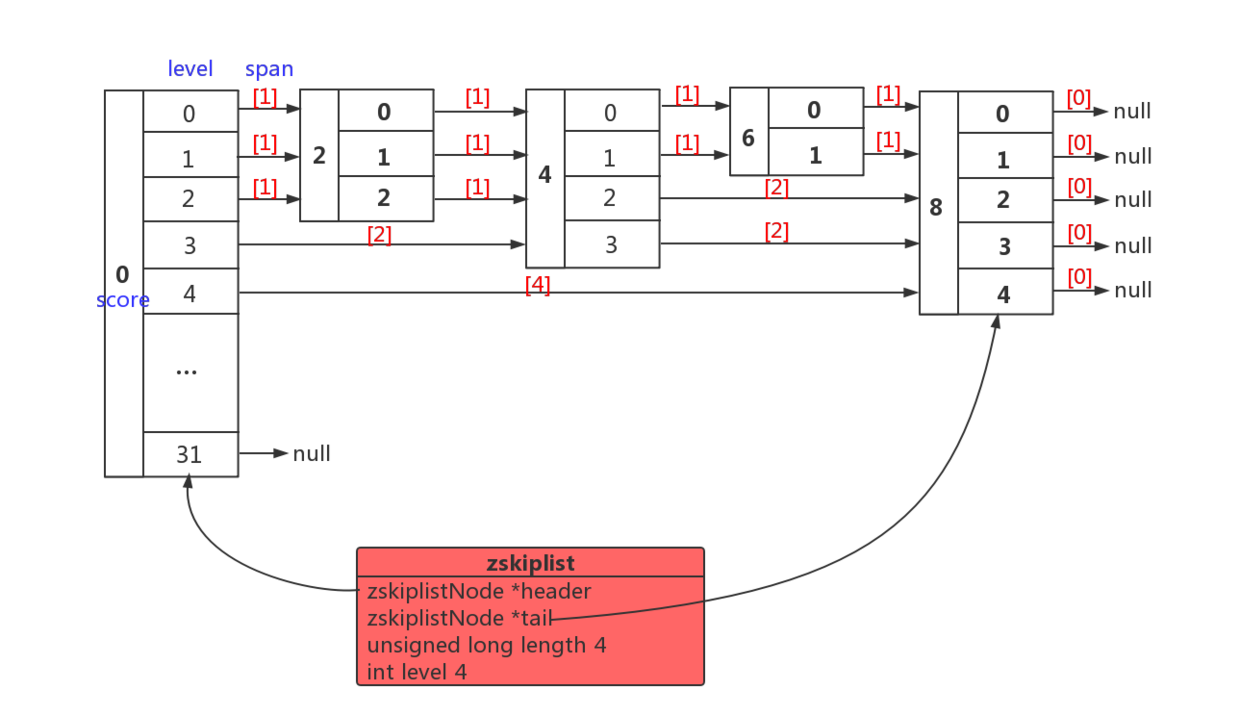 level span
[1] [1] [1] [1] [0]
0 0 0 0 0 null
[1] [1] [1] [1] [0]
1 2 1 1 6 1 1 null
[1] [1] 4 [2] [0]
2 2 2 2 null
[2] [2] 8 [0]
3 3 3 null
0 [4] [0]
score 4 4 null
...
31 null
zskiplist
zskiplistNode *header
zskiplistNode *tail
unsigned long length 4
int level 4